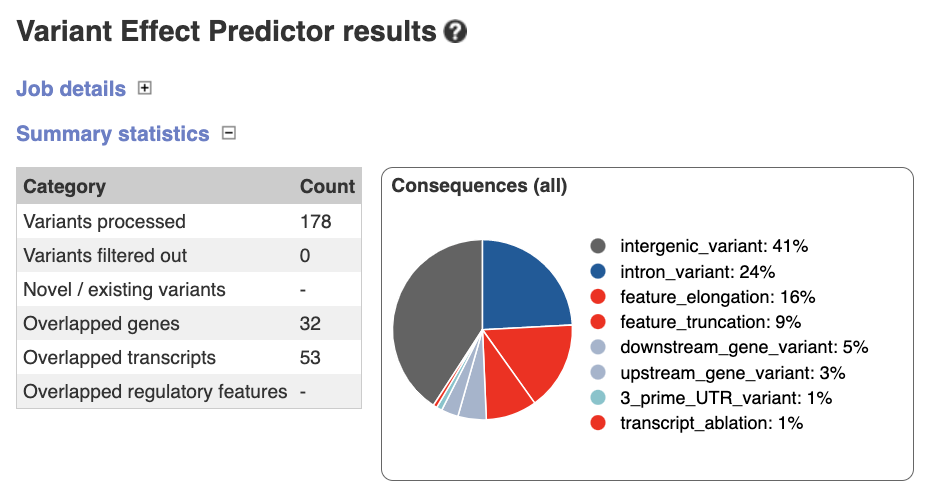 Variant Effect Predictor results ?
Job details +
Summary statistics −
Category Count
Variants processed 178
Variants filtered out 0
Novel / existing variants -
Overlapped genes 32
Overlapped transcripts 53
Overlapped regulatory features -
Consequences (all)
intergenic_variant: 41%
intron_variant: 24%
feature_elongation: 16%
feature_truncation: 9%
downstream_gene_variant: 5%
upstream_gene_variant: 3%
3_prime_UTR_variant: 1%
transcript_ablation: 1%